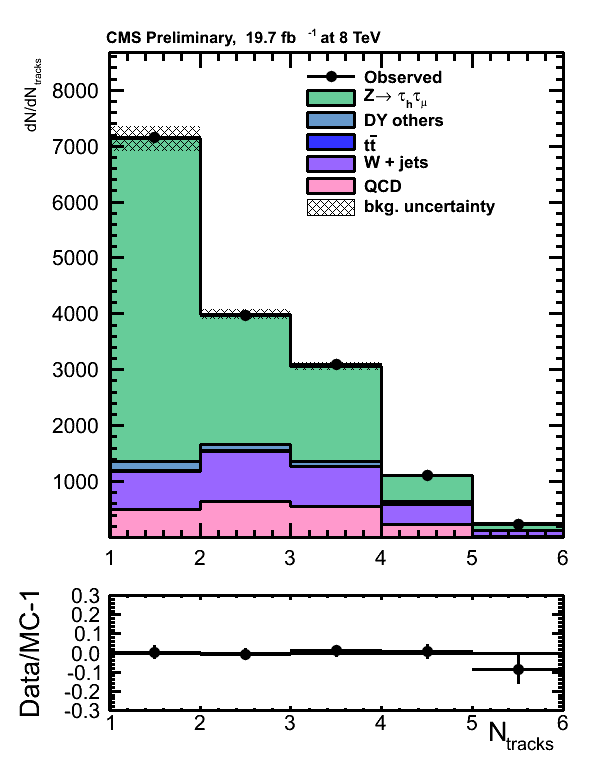 CMS Preliminary, 19.7 fb⁻¹ at 8 TeV
dN/dNtracks
8000
7000
6000
5000
4000
3000
2000
1000
Observed
Z→ τhτμ
DY others
tt̄
W + jets
QCD
bkg. uncertainty
1 2 3 4 5 6
Data/MC-1
0.3
0.2
0.1
0.0
-0.1
-0.2
-0.3
1 2 3 4 5 6
Ntracks